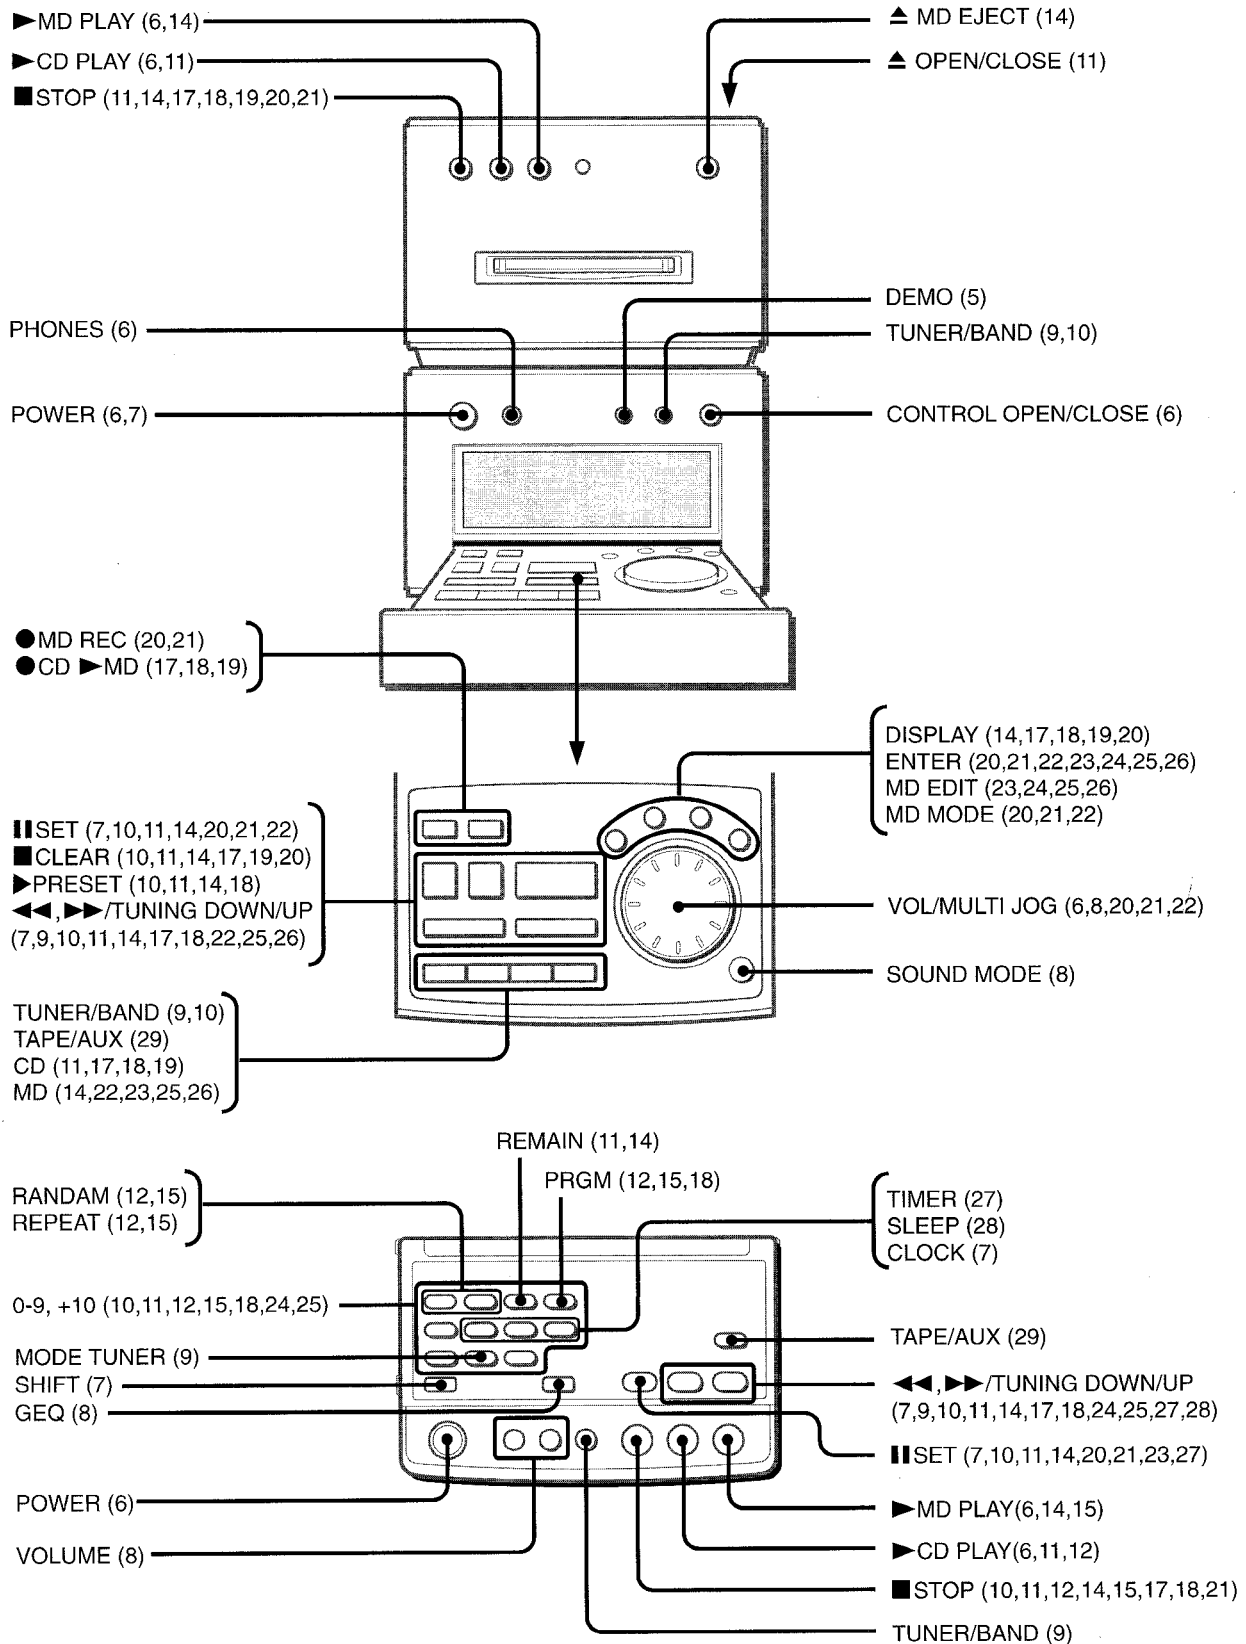 ►MD PLAY (6,14)
►CD PLAY (6,11)
■STOP (11,14,17,18,19,20,21)
⏏ MD EJECT (14)
⏏ OPEN/CLOSE (11)
PHONES (6)
POWER (6,7)
DEMO (5)
TUNER/BAND (9,10)
CONTROL OPEN/CLOSE (6)
●MD REC (20,21)
●CD ►MD (17,18,19)
DISPLAY (14,17,18,19,20)
ENTER (20,21,22,23,24,25,26)
MD EDIT (23,24,25,26)
MD MODE (20,21,22)
❚❚SET (7,10,11,14,20,21,22)
■CLEAR (10,11,14,17,19,20)
►PRESET (10,11,14,18)
◄◄,►►/TUNING DOWN/UP
(7,9,10,11,14,17,18,22,25,26)
VOL/MULTI JOG (6,8,20,21,22)
SOUND MODE (8)
TUNER/BAND (9,10)
TAPE/AUX (29)
CD (11,17,18,19)
MD (14,22,23,25,26)
REMAIN (11,14)
PRGM (12,15,18)
RANDAM (12,15)
REPEAT (12,15)
TIMER (27)
SLEEP (28)
CLOCK (7)
0-9, +10 (10,11,12,15,18,24,25)
MODE TUNER (9)
SHIFT (7)
GEQ (8)
TAPE/AUX (29)
◄◄,►►/TUNING DOWN/UP
(7,9,10,11,14,17,18,24,25,27,28)
❚❚SET (7,10,11,14,20,21,23,27)
POWER (6)
VOLUME (8)
►MD PLAY(6,14,15)
►CD PLAY(6,11,12)
■STOP (10,11,12,14,15,17,18,21)
TUNER/BAND (9)